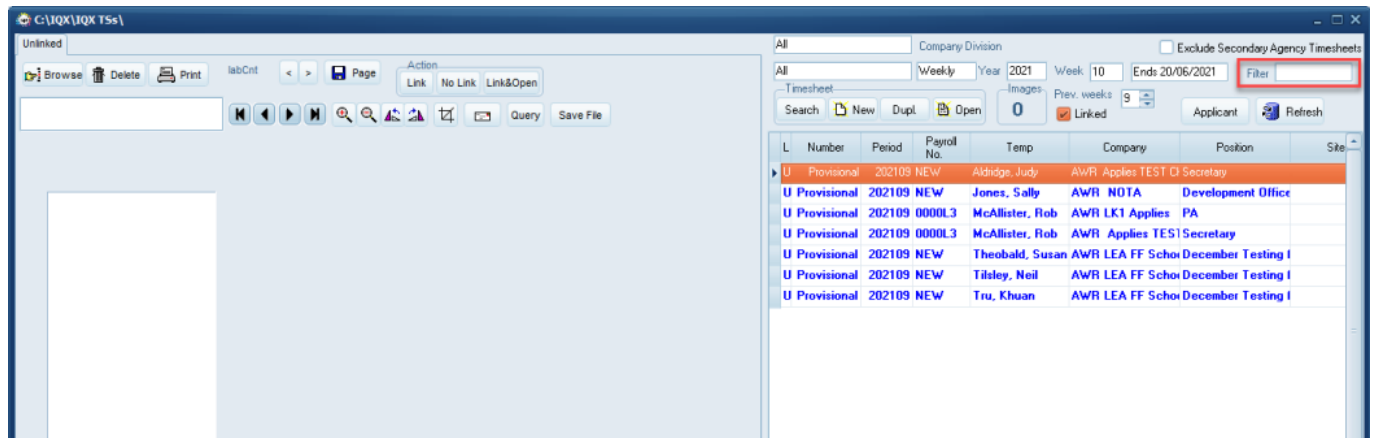 C:\IQX\IQX TSs\
Unlinked
Browse Delete Print labCnt < > Page Action Link No Link Link&Open
Query Save File
All Company Division Exclude Secondary Agency Timesheets
All Weekly Year 2021 Week 10 Ends 20/06/2021 Filter
Timesheet Images Prev. weeks 9
Search New Dupl. Open 0 Linked Applicant Refresh
L Number Period Payroll No. Temp Company Position Site
U Provisional 202109 NEW Aldridge, Judy AWR Applies TEST Cl Secretary
U Provisional 202109 NEW Jones, Sally AWR NOTA Development Office
U Provisional 202109 0000L3 McAllister, Rob AWR LK1 Applies PA
U Provisional 202109 0000L3 McAllister, Rob AWR Applies TEST Secretary
U Provisional 202109 NEW Theobald, Susan AWR LEA FF Schoo December Testing f
U Provisional 202109 NEW Tilsley, Neil AWR LEA FF Schoo December Testing f
U Provisional 202109 NEW Tru, Khuan AWR LEA FF Schoo December Testing f